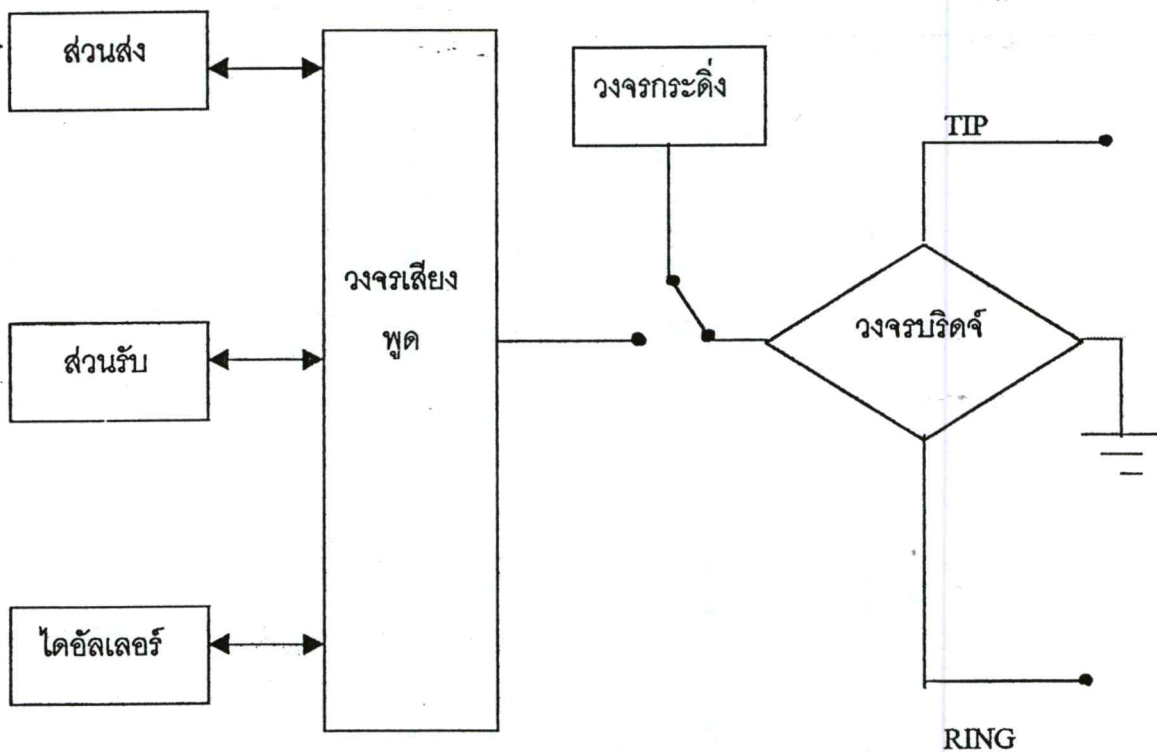 ส่วนส่ง
วงจรกระดิ่ง
TIP
วงจรเสียง
พูด
วงจรบริดจ์
ส่วนรับ
ไดอัลเลอร์
RING